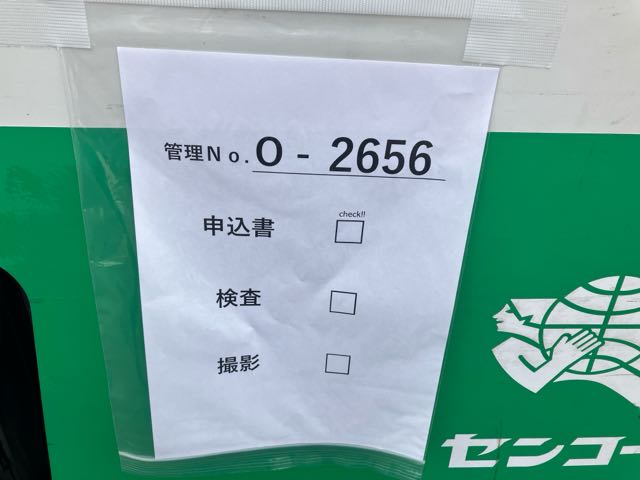 管理No.O-2656
check!!
申込書
検査
撮影
センコー